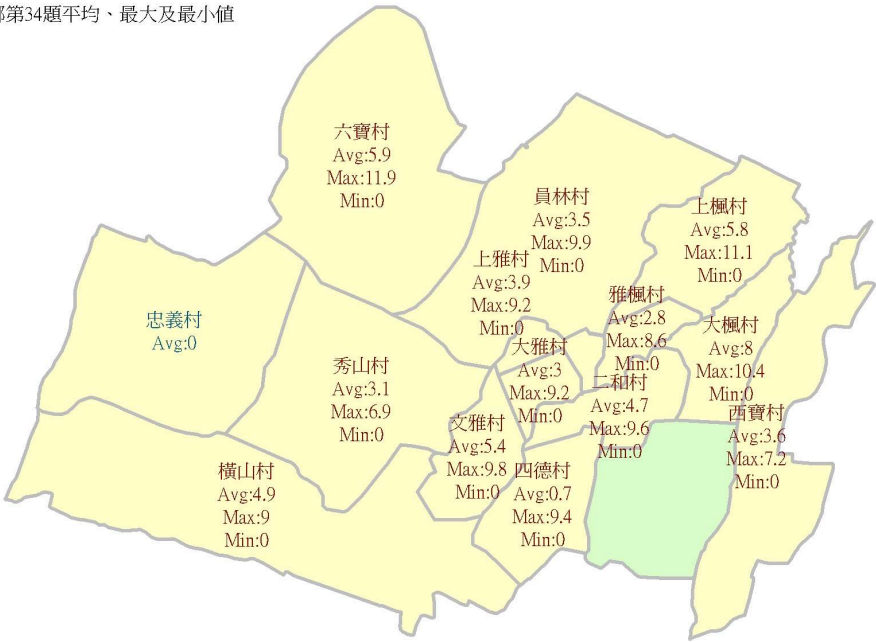 部第34題平均、最大及最小值
六寶村
Avg:5.9
Max:11.9
Min:0
員林村
Avg:3.5
Max:9.9
Min:0
上楓村
Avg:5.8
Max:11.1
Min:0
上雅村
Avg:3.9
Max:9.2
Min:0
雅楓村
Avg:2.8
Max:8.6
Min:0
忠義村
Avg:0
大楓村
Avg:8
Max:10.4
Min:0
大雅村
Avg:3
Max:9.2
Min:0
秀山村
Avg:3.1
Max:6.9
Min:0
二和村
Avg:4.7
Max:9.6
Min:0
西寶村
Avg:3.6
Max:7.2
Min:0
文雅村
Avg:5.4
Max:9.8
Min:0
橫山村
Avg:4.9
Max:9
Min:0
四德村
Avg:0.7
Max:9.4
Min:0